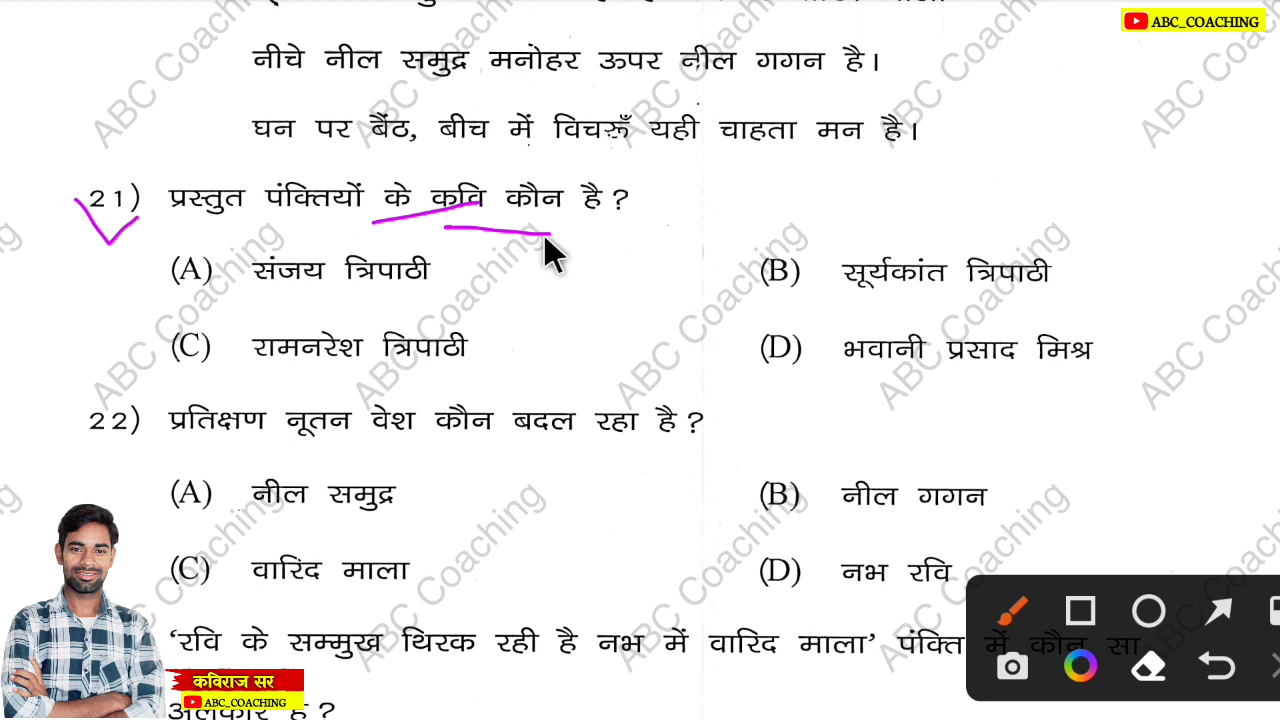 ABC_COACHING
नीचे नील समुद्र मनोहर ऊपर नील गगन है।
घन पर बैंठ, बीच में विचरूँ यही चाहता मन है।
21) प्रस्तुत पंक्तियों के कवि कौन है?
(A) संजय त्रिपाठी (B) सूर्यकांत त्रिपाठी
(C) रामनरेश त्रिपाठी (D) भवानी प्रसाद मिश्र
22) प्रतिक्षण नूतन वेश कौन बदल रहा है?
(A) नील समुद्र (B) नील गगन
(C) वारिंद माला (D) नभ रवि
‘रवि के सम्मुख थिरक रही है नभ में वारिद माला’ पंक्ति में कौन सा
अलंकार है?
कविराज सर
ABC_COACHING
ABC Coaching